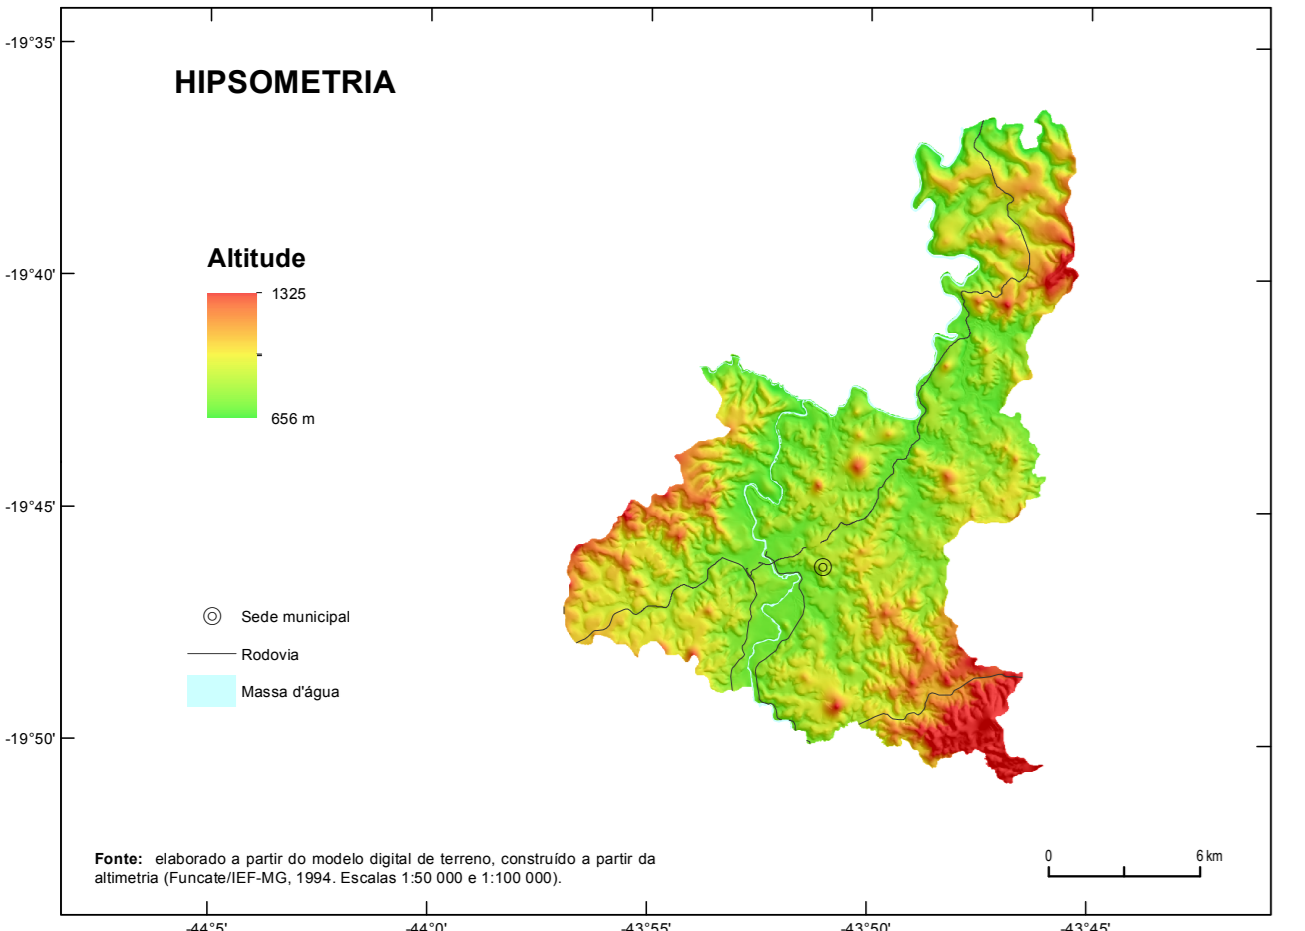 -19°35'
HIPSOMETRIA
Altitude
-19°40'
1325
656 m
-19°45'
Sede municipal
Rodovia
Massa d'água
-19°50'
Fonte: elaborado a partir do modelo digital de terreno, construído a partir da
altimetria (Funcate/IEF-MG, 1994. Escalas 1:50 000 e 1:100 000).
0 6 km
-44°5' -44°0' -43°55' -43°50' -43°45'